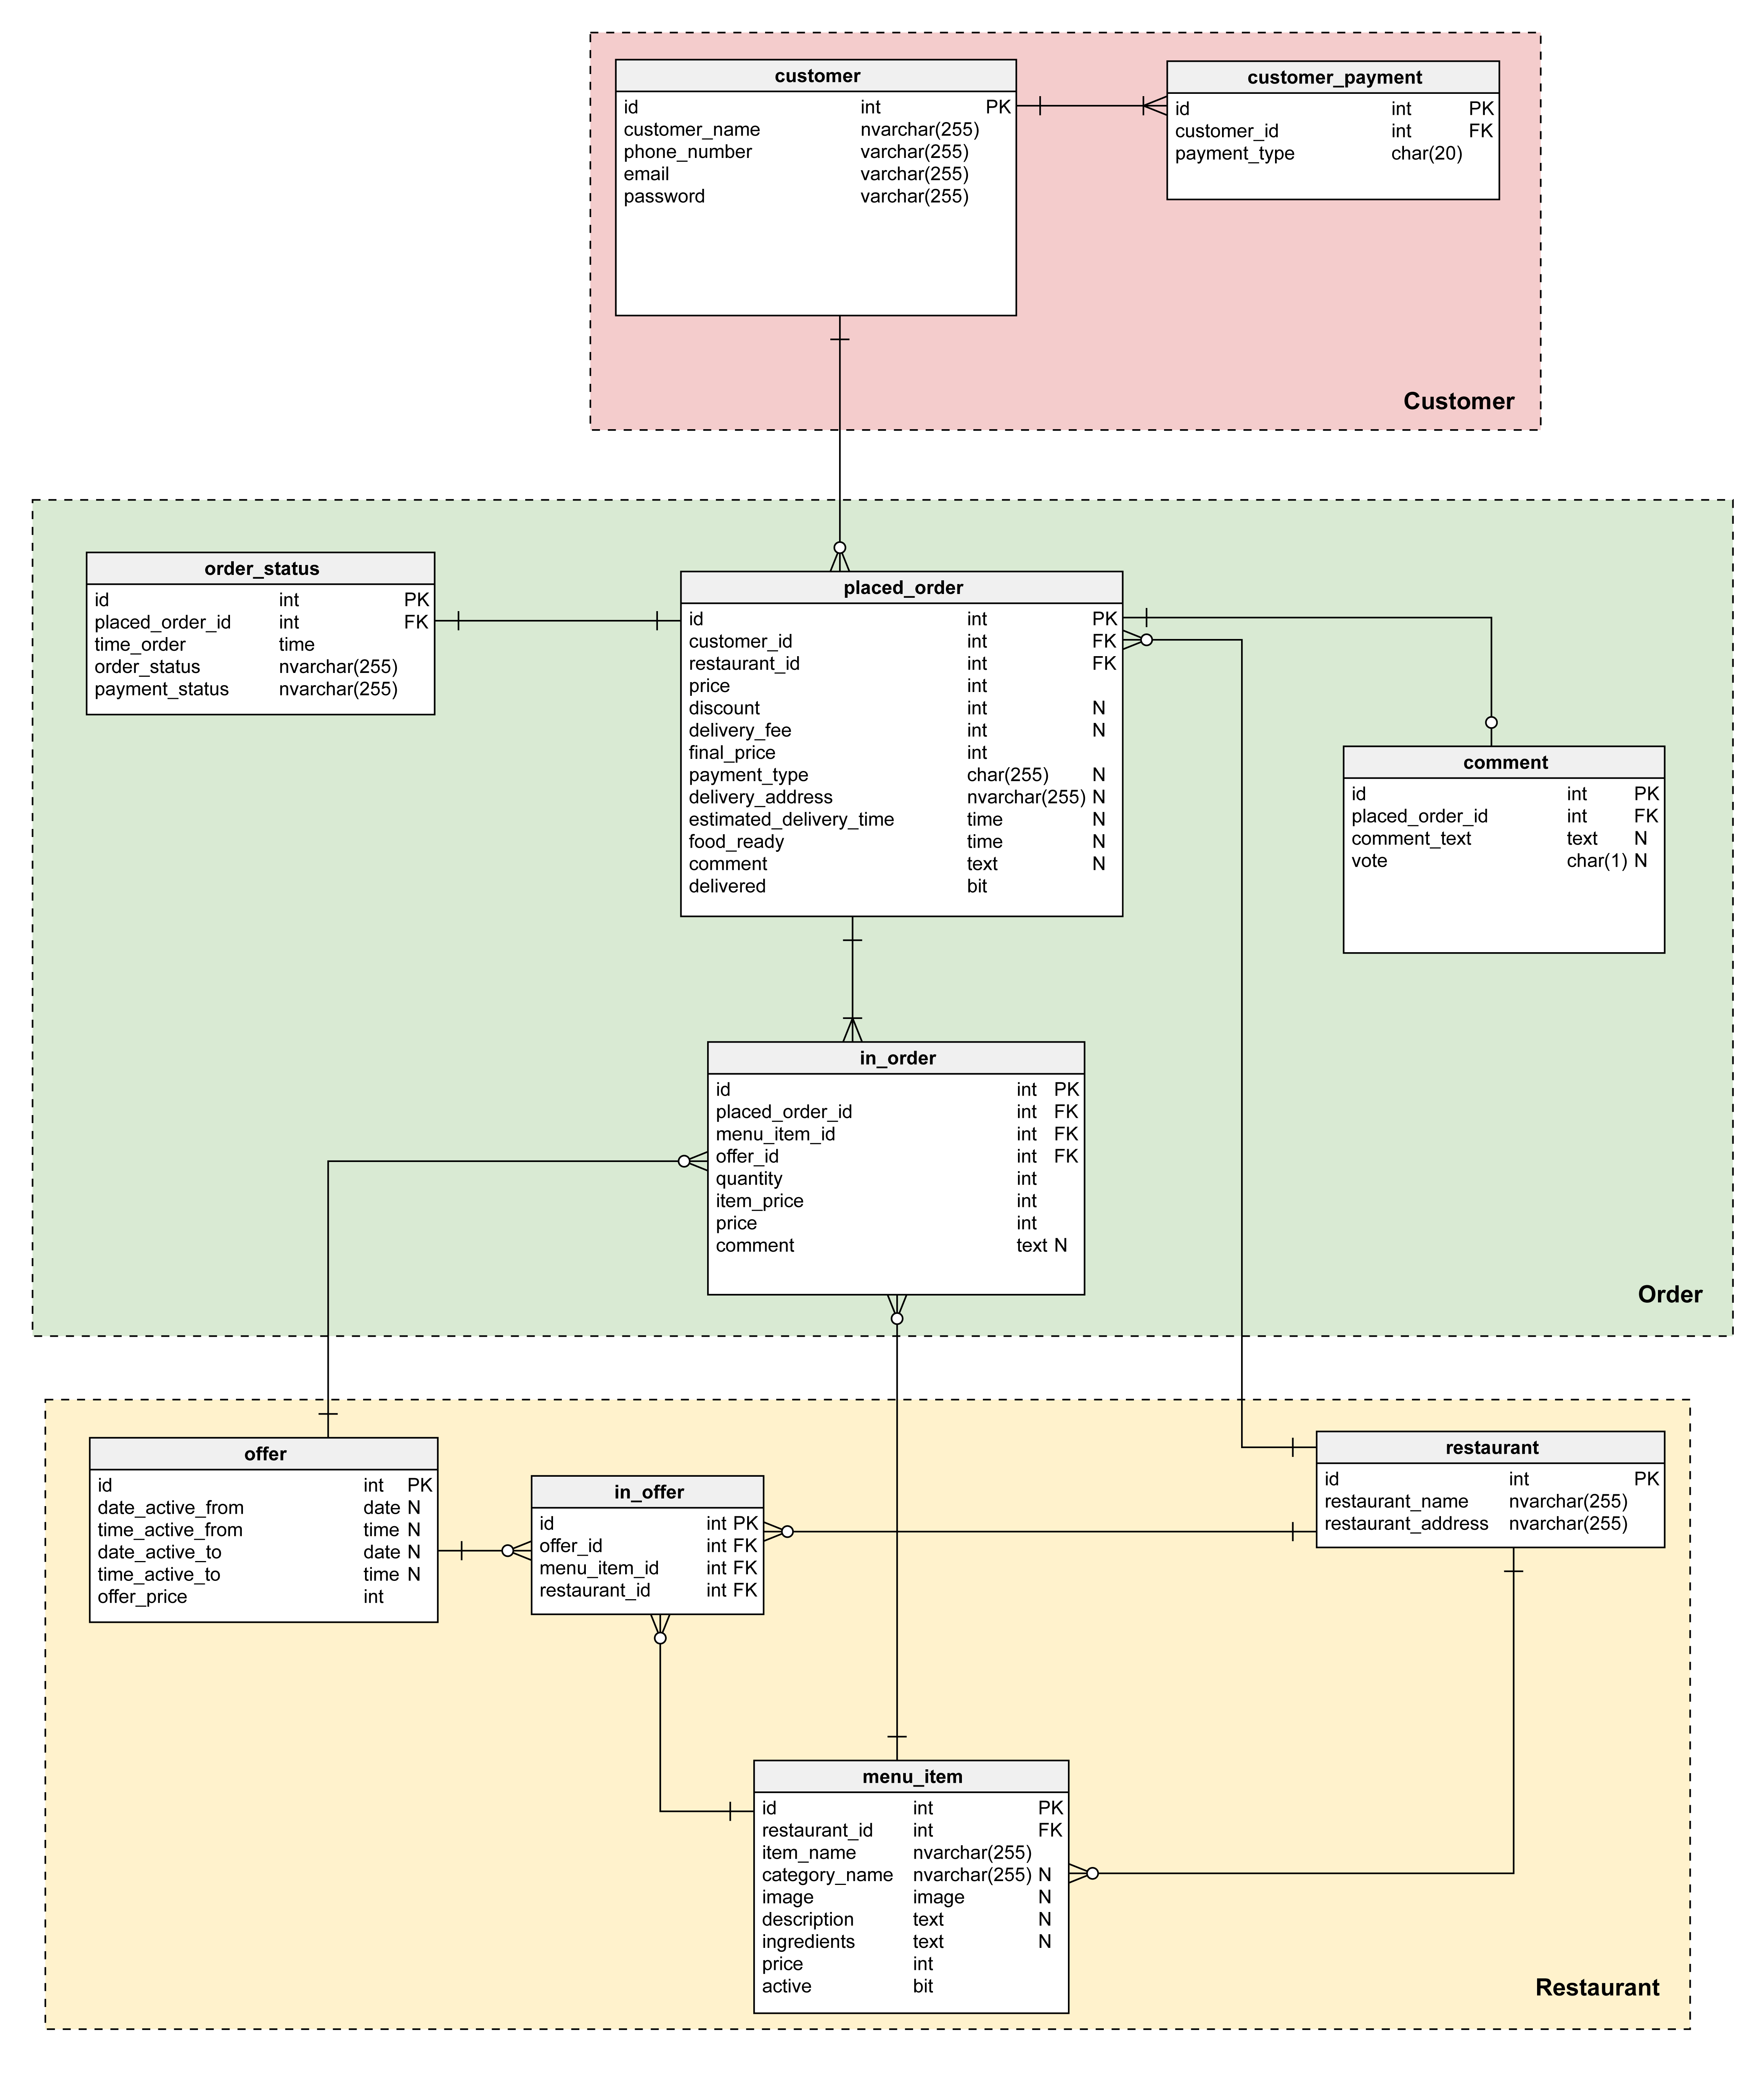 customer
id int PK
customer_name nvarchar(255)
phone_number varchar(255)
email varchar(255)
password varchar(255)
customer_payment
id int PK
customer_id int FK
payment_type char(20)
Customer
order_status
id int PK
placed_order_id int FK
time_order time
order_status nvarchar(255)
payment_status nvarchar(255)
placed_order
id int PK
customer_id int FK
restaurant_id int FK
price int
discount int N
delivery_fee int N
final_price int
payment_type char(255) N
delivery_address nvarchar(255) N
estimated_delivery_time time N
food_ready time N
comment text N
delivered bit
comment
id int PK
placed_order_id int FK
comment_text text N
vote char(1) N
in_order
id int PK
placed_order_id int FK
menu_item_id int FK
offer_id int FK
quantity int
item_price int
price int
comment text N
Order
offer
id int PK
date_active_from date N
time_active_from time N
date_active_to date N
time_active_to time N
offer_price int
in_offer
id int PK
offer_id int FK
menu_item_id int FK
restaurant_id int FK
restaurant
id int PK
restaurant_name nvarchar(255)
restaurant_address nvarchar(255)
menu_item
id int PK
restaurant_id int FK
item_name nvarchar(255)
category_name nvarchar(255) N
image image N
description text N
ingredients text N
price int
active bit
Restaurant